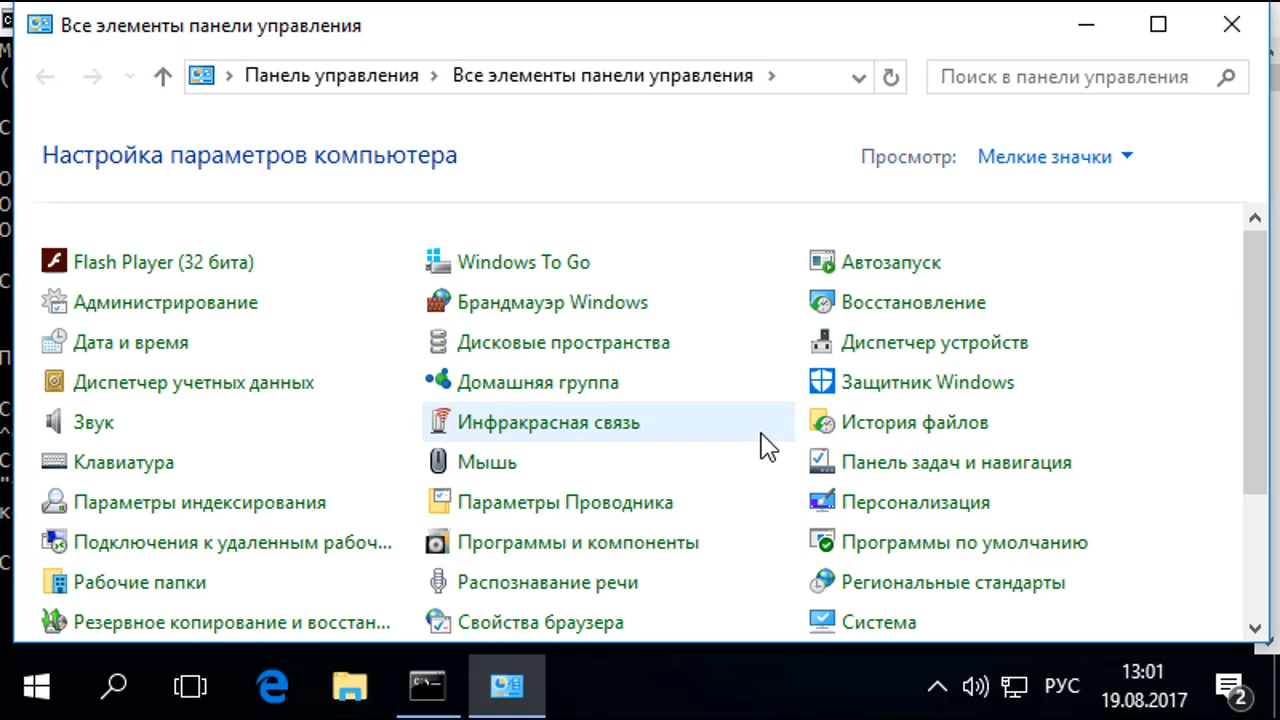 Все элементы панели управления
Панель управления > Все элементы панели управления >
Поиск в панели управления
Настройка параметров компьютера
Просмотр: Мелкие значки
Flash Player (32 бита) Windows To Go Автозапуск
Администрирование Брандмауэр Windows Восстановление
Дата и время Дисковые пространства Диспетчер устройств
Диспетчер учетных данных Домашняя группа Защитник Windows
Звук Инфракрасная связь История файлов
Клавиатура Мышь Панель задач и навигация
Параметры индексирования Параметры Проводника Персонализация
Подключения к удаленным рабоч... Программы и компоненты Программы по умолчанию
Рабочие папки Распознавание речи Региональные стандарты
Резервное копирование и восстан... Свойства браузера Система
РУС
13:01
19.08.2017
2